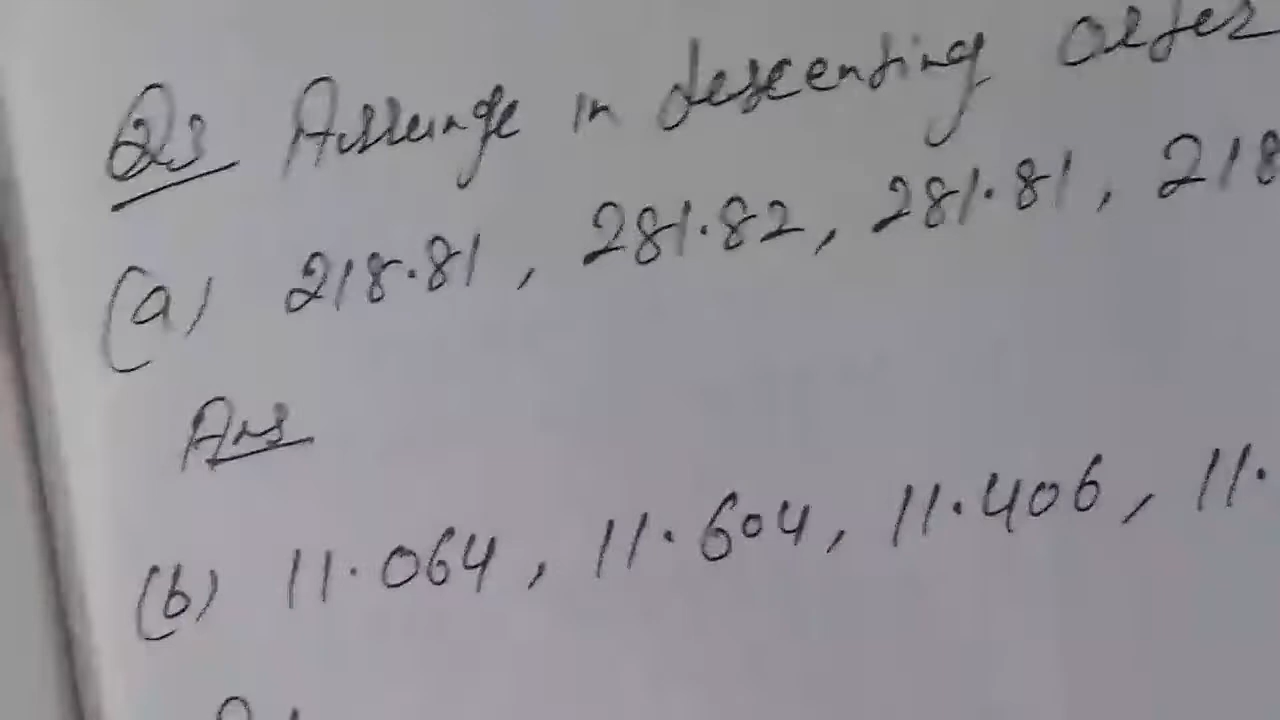 Q3 Arrange in descending order
(a) 218.81, 281.82, 281.81, 218
Ans
(b) 11.064, 11.604, 11.406, 11.